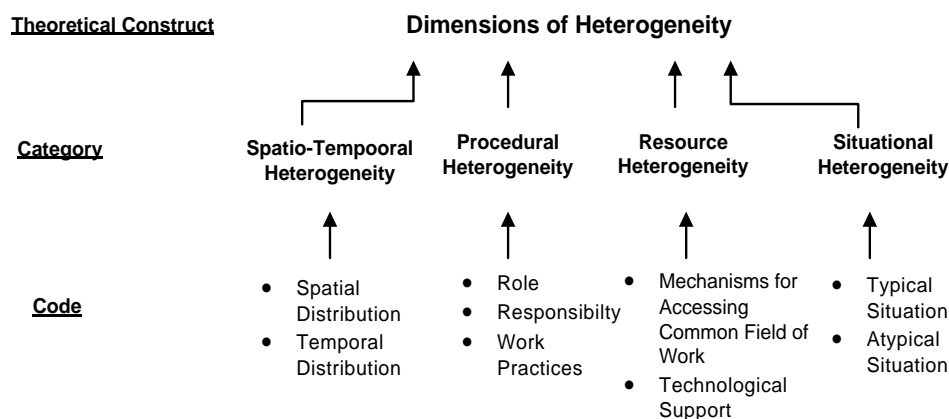 Theoretical Construct
Dimensions of Heterogeneity
Category
Spatio-Tempooral
Heterogeneity
Procedural
Heterogeneity
Resource
Heterogeneity
Situational
Heterogeneity
Code
• Spatial
Distribution
• Temporal
Distribution
• Role
• Responsibilty
• Work
Practices
• Mechanisms for
Accessing
Common Field of
Work
• Technological
Support
• Typical
Situation
• Atypical
Situation